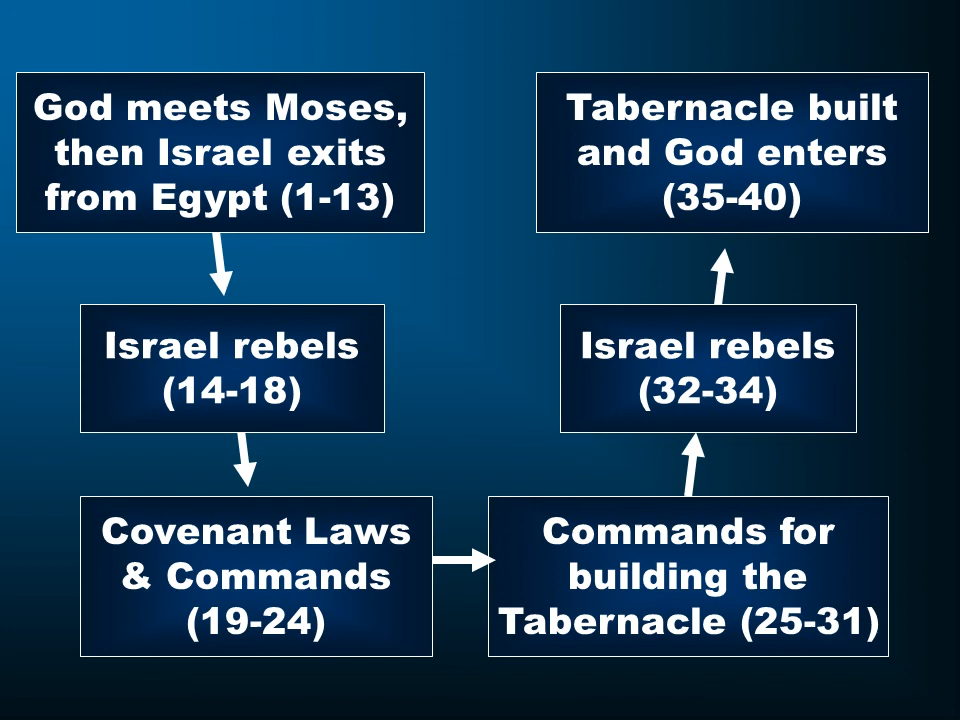 God meets Moses,
then Israel exits
from Egypt (1-13)
Israel rebels
(14-18)
Covenant Laws
& Commands
(19-24)
Commands for
building the
Tabernacle (25-31)
Israel rebels
(32-34)
Tabernacle built
and God enters
(35-40)